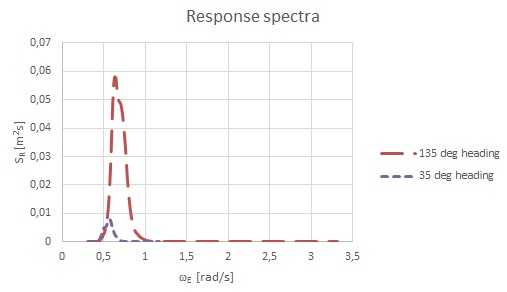 Response spectra
0,07
0,06
0,05
0,04
0,03
0,02
0,01
0
S_R [m²s]
0 0,5 1 1,5 2 2,5 3 3,5
ω_E [rad/s]
135 deg heading
35 deg heading